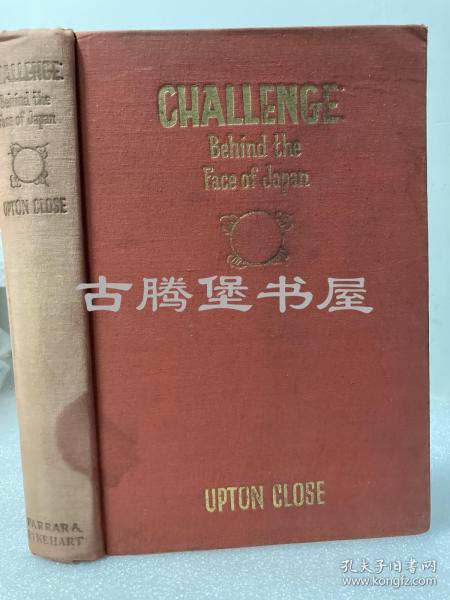 CHALLENGE
Behind the
Face of Japan
UPTON CLOSE
CHALLENGE
Behind the
Face of Japan
UPTON CLOSE
FARRAR &
RINEHART
古腾堡书屋
孔夫子旧书网
www.kongfz.com